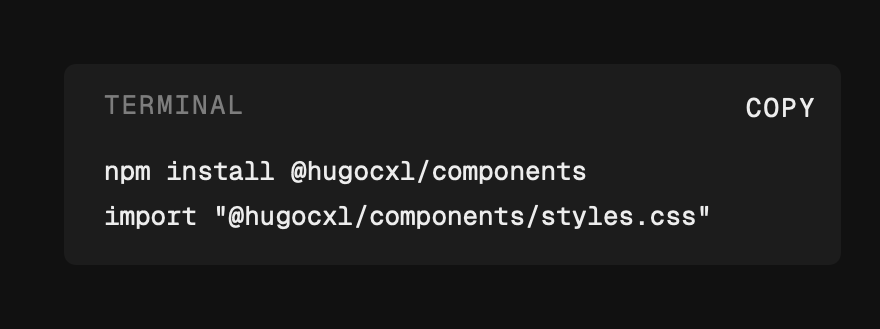 TERMINAL
COPY
npm install @hugocxl/components
import "@hugocxl/components/styles.css"